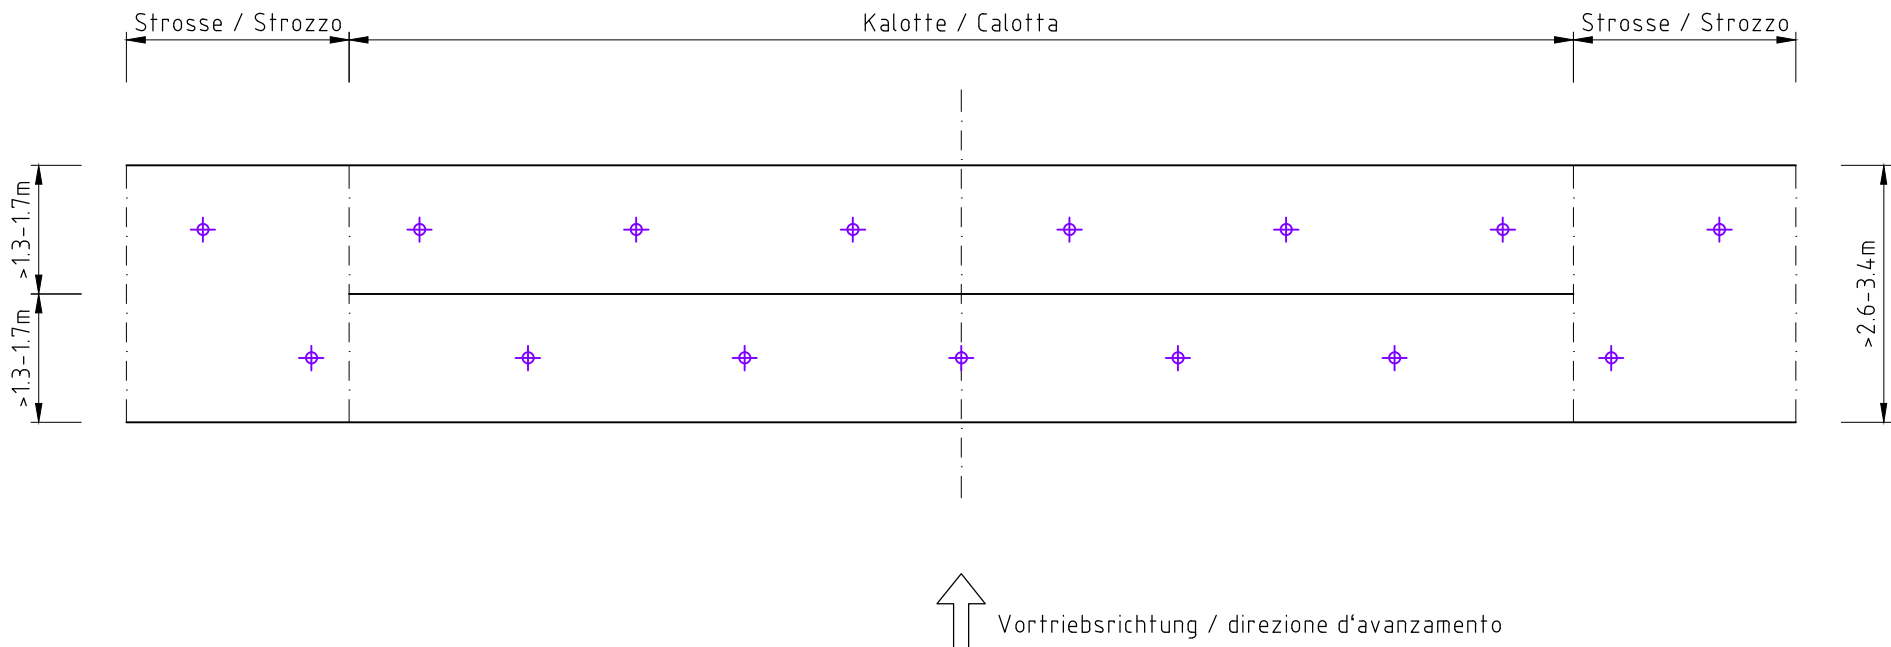 Strosse / Strozzo
Kalotte / Calotta
Strosse / Strozzo
>1.3-1.7m
>1.3-1.7m
>2.6-3.4m
Vortriebsrichtung / direzione d‘avanzamento